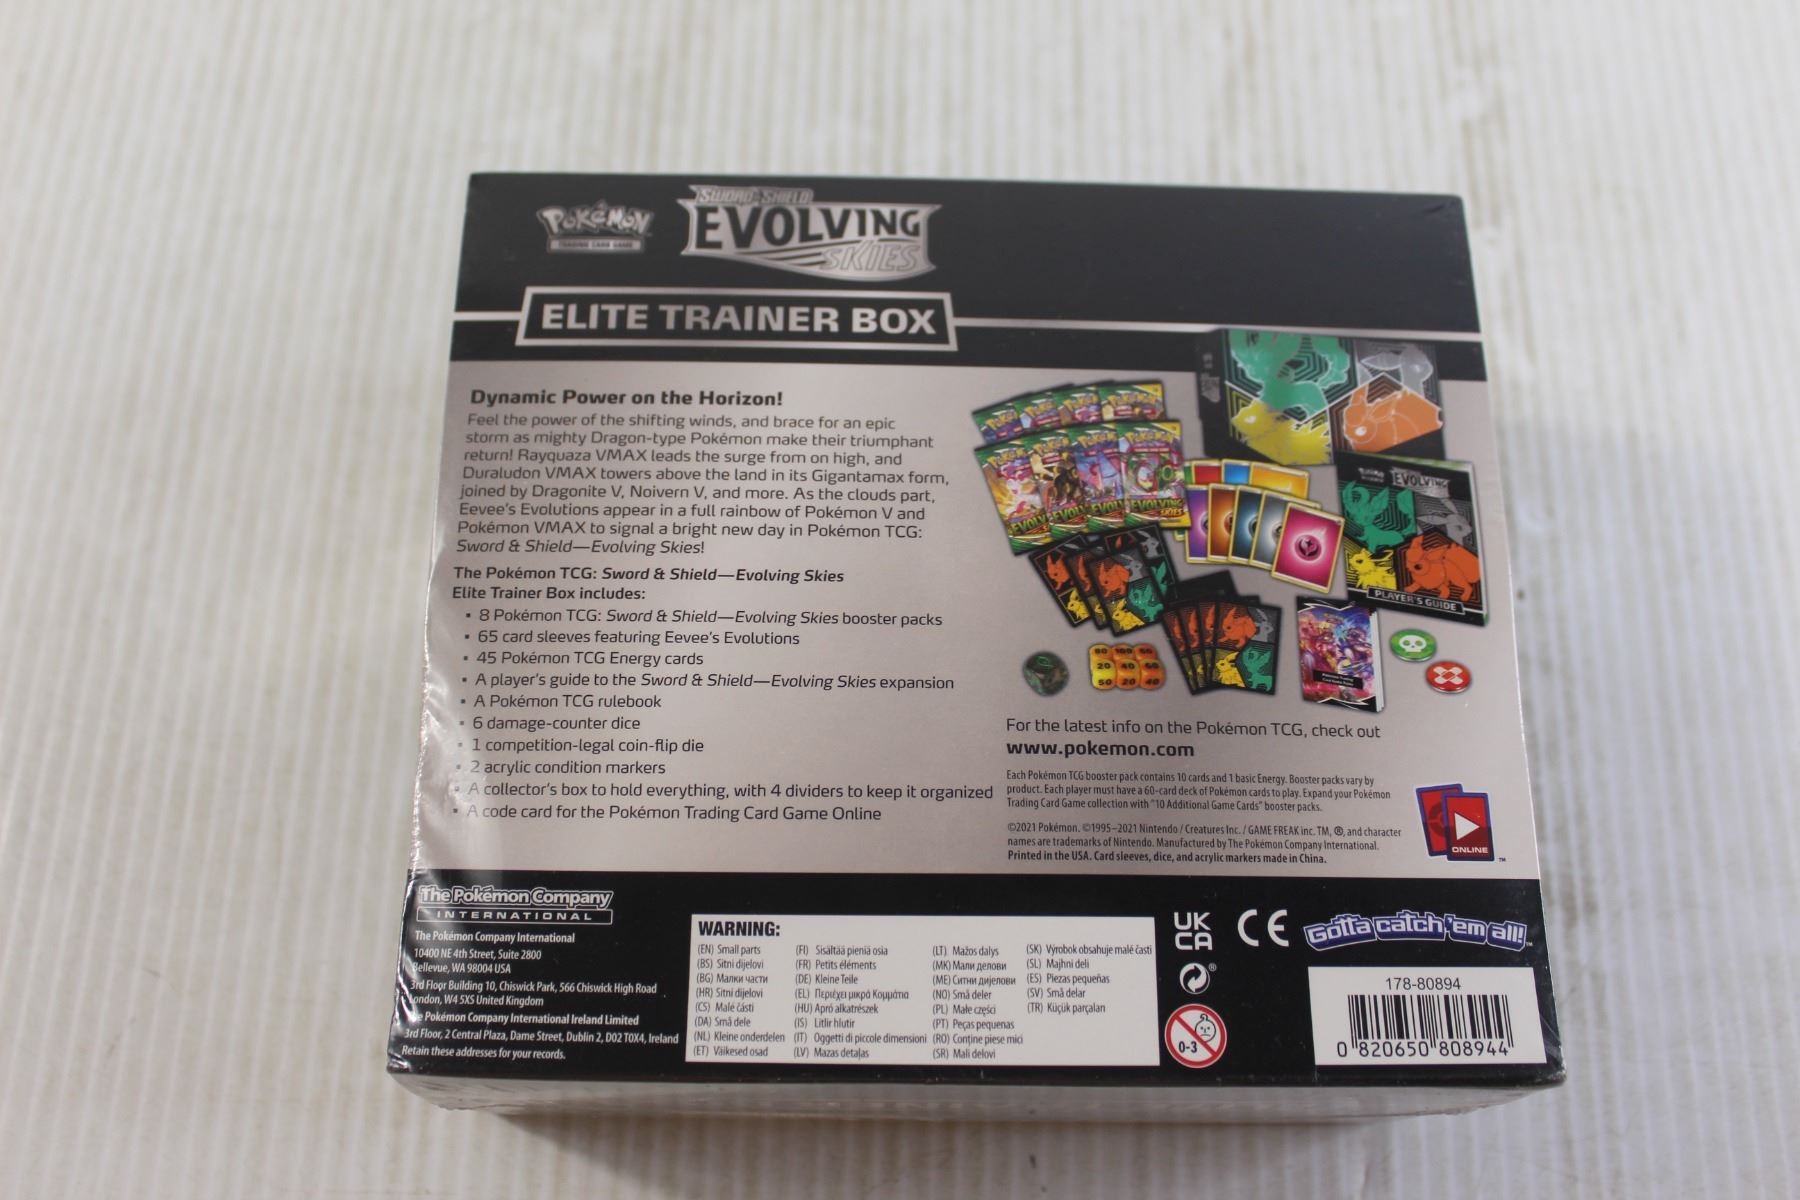 POKéMON
TRADING CARD GAME
SWORD & SHIELD
EVOLVING
SKIES
ELITE TRAINER BOX
Dynamic Power on the Horizon!
Feel the power of the shifting winds, and brace for an epic
storm as mighty Dragon-type Pokémon make their triumphant
return! Rayquaza VMAX leads the surge from on high, and
Duraludon VMAX towers above the land in its Gigantamax form,
joined by Dragonite V, Noivern V, and more. As the clouds part,
Eevee's Evolutions appear in a full rainbow of Pokémon V and
Pokémon VMAX to signal a bright new day in Pokémon TCG:
Sword & Shield—Evolving Skies!
The Pokémon TCG: Sword & Shield—Evolving Skies
Elite Trainer Box includes:
▪ 8 Pokémon TCG: Sword & Shield—Evolving Skies booster packs
▪ 65 card sleeves featuring Eevee's Evolutions
▪ 45 Pokémon TCG Energy cards
▪ A player's guide to the Sword & Shield—Evolving Skies expansion
▪ A Pokémon TCG rulebook
▪ 6 damage-counter dice
▪ 1 competition-legal coin-flip die
▪ 2 acrylic condition markers
▪ A collector's box to hold everything, with 4 dividers to keep it organized
▪ A code card for the Pokémon Trading Card Game Online
EVOLVING
SKIES
EVOLVING
PLAYER'S GUIDE
80 100 60
20 40 60
50 20 40
For the latest info on the Pokémon TCG, check out
www.pokemon.com
Each Pokémon TCG booster pack contains 10 cards and 1 basic Energy. Booster packs vary by
product. Each player must have a 60-card deck of Pokémon cards to play. Expand your Pokémon
Trading Card Game collection with "10 Additional Game Cards" booster packs.
©2021 Pokémon. ©1995–2021 Nintendo / Creatures Inc. / GAME FREAK inc. TM, ®, and character
names are trademarks of Nintendo. Manufactured by The Pokémon Company International.
Printed in the USA. Card sleeves, dice, and acrylic markers made in China.
ONLINE
TM
The Pokémon Company
INTERNATIONAL
The Pokémon Company International
10400 NE 4th Street, Suite 2800
Bellevue, WA 98004 USA
3rd Floor Building 10, Chiswick Park, 566 Chiswick High Road
London, W4 5XS United Kingdom
Pokémon Company International Ireland Limited
3rd Floor, 2 Central Plaza, Dame Street, Dublin 2, D02 T0X4, Ireland
Retain these addresses for your records.
WARNING:
(EN) Small parts
(BS) Sitni dijelovi
(BG) Малки части
(HR) Sitni dijelovi
(CS) Malé části
(DA) Små dele
(NL) Kleine onderdelen
(ET) Väikesed osad
(FI) Sisältää pieniä osia
(FR) Petits éléments
(DE) Kleine Teile
(EL) Περιέχει μικρά Κομμάτια
(HU) Apró alkatrészek
(IS) Litlir hlutir
(IT) Oggetti di piccole dimensioni
(LV) Mazas detaļas
(LT) Mažos dalys
(MK) Мали делови
(ME) Ситни дијелови
(NO) Små deler
(PL) Małe części
(PT) Peças pequenas
(RO) Conține piese mici
(SR) Mali delovi
(SK) Výrobok obsahuje malé časti
(SL) Majhni deli
(ES) Piezas pequeñas
(SV) Små delar
(TR) Küçük parçaları
UK
CA
CE
®
0-3
Gotta catch 'em all!
TM
178-80894
0 820650 808944